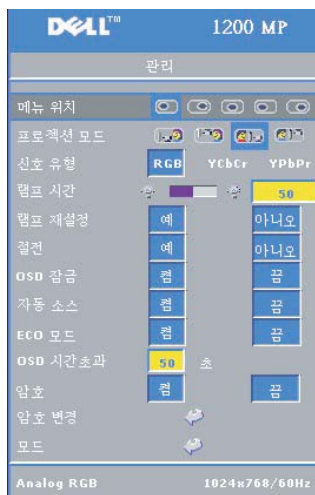 DELL™ 1200 MP
관리
메뉴 위치
프로젝션 모드
신호 유형 RGB YCbCr YPbPr
램프 시간 50
램프 재설정 예 아니오
절전 예 아니오
OSD 잠금 켬 끔
자동 소스 켬 끔
ECO 모드 켬 끔
OSD 시간초과 50 초
암호 켬 끔
암호 변경
모드
Analog RGB 1024x768/60Hz